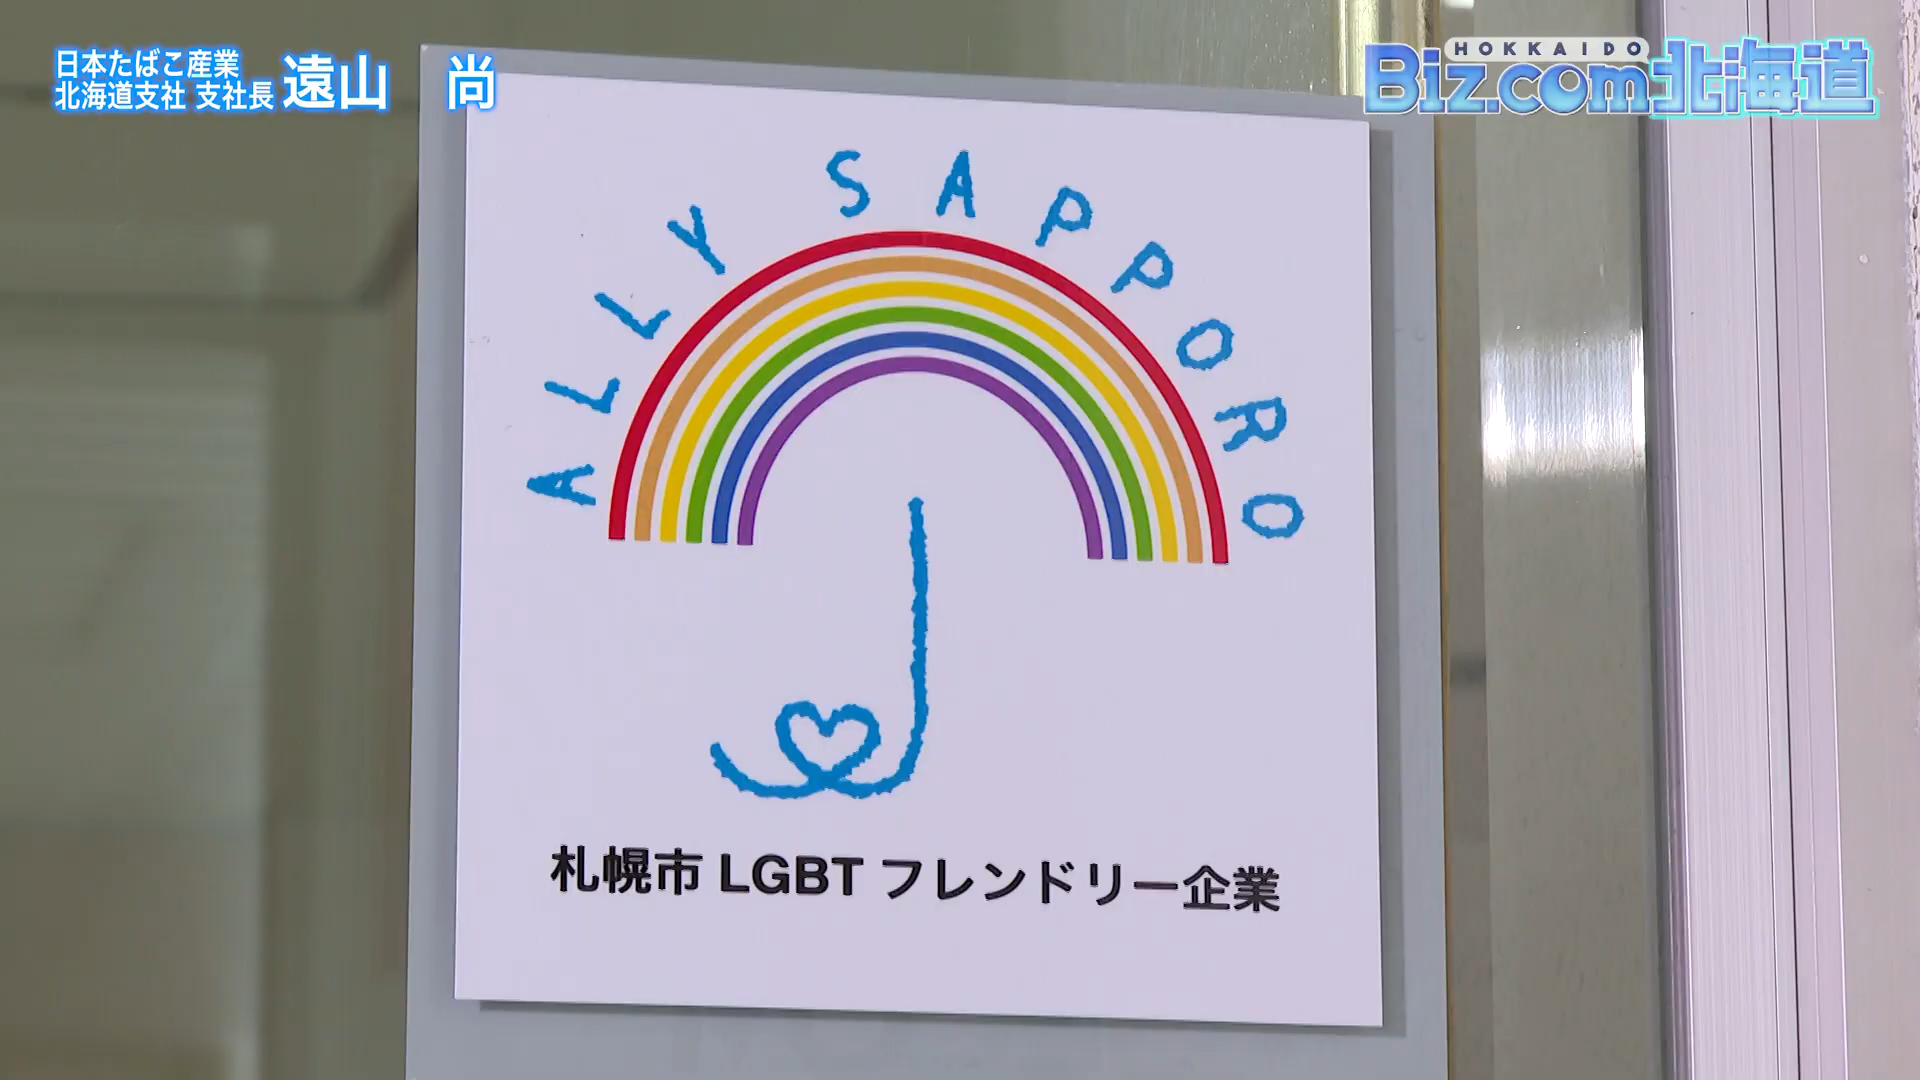 日本たばこ産業
北海道支社 支社長 遠山　尚
HOKKAIDO
Biz.com北海道
ALLY SAPPORO
札幌市 LGBT フレンドリー企業